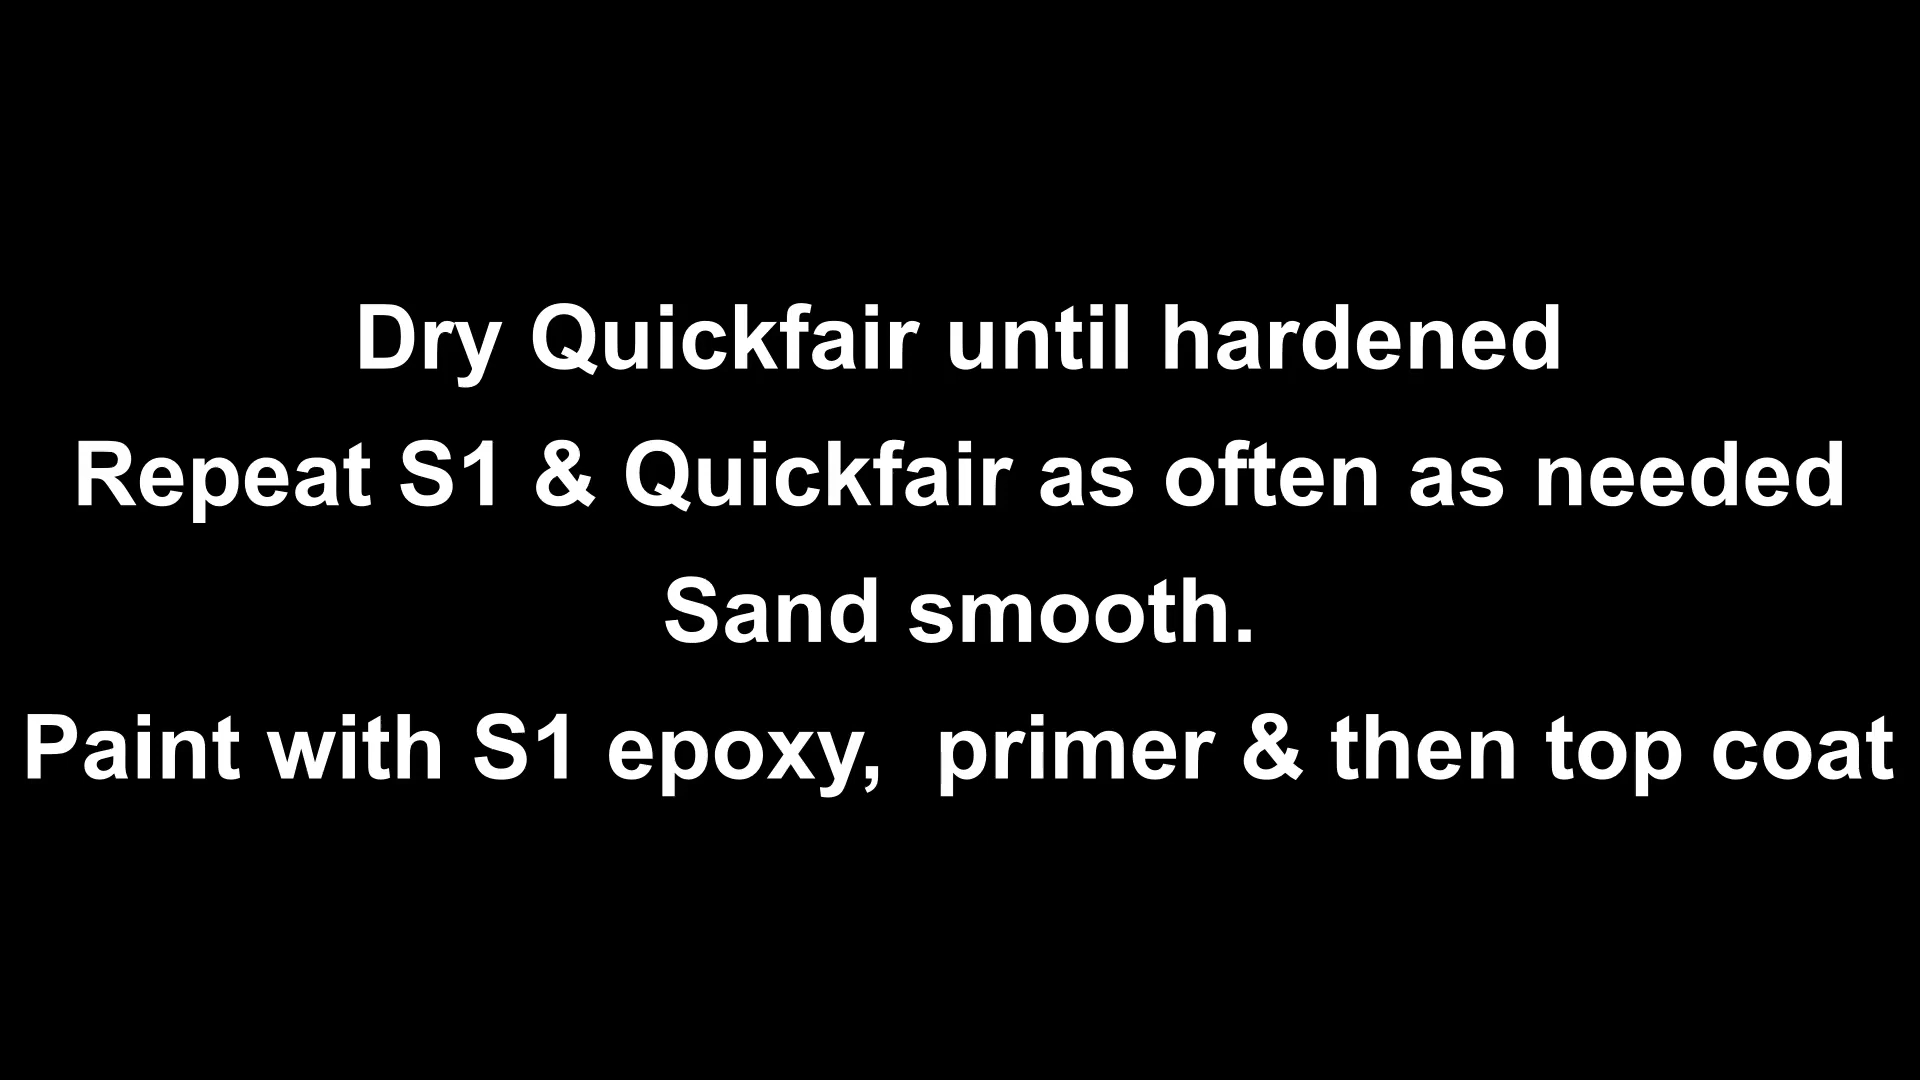 Dry Quickfair until hardened
Repeat S1 & Quickfair as often as needed
Sand smooth.
Paint with S1 epoxy,  primer & then top coat